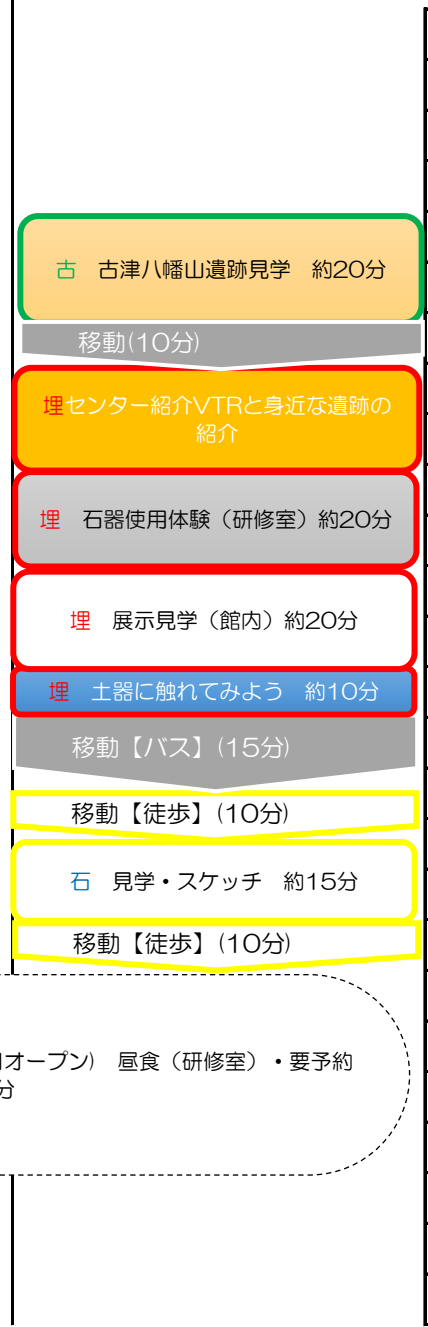 古 古津八幡山遺跡見学 約20分
移動(10分)
埋センター紹介VTRと身近な遺跡の
紹介
埋 石器使用体験（研修室）約20分
埋 展示見学（館内）約20分
埋 土器に触れてみよう 約10分
移動【バス】(15分)
移動【徒歩】(10分)
石 見学・スケッチ 約15分
移動【徒歩】(10分)
オープン) 昼食（研修室）・要予約
分